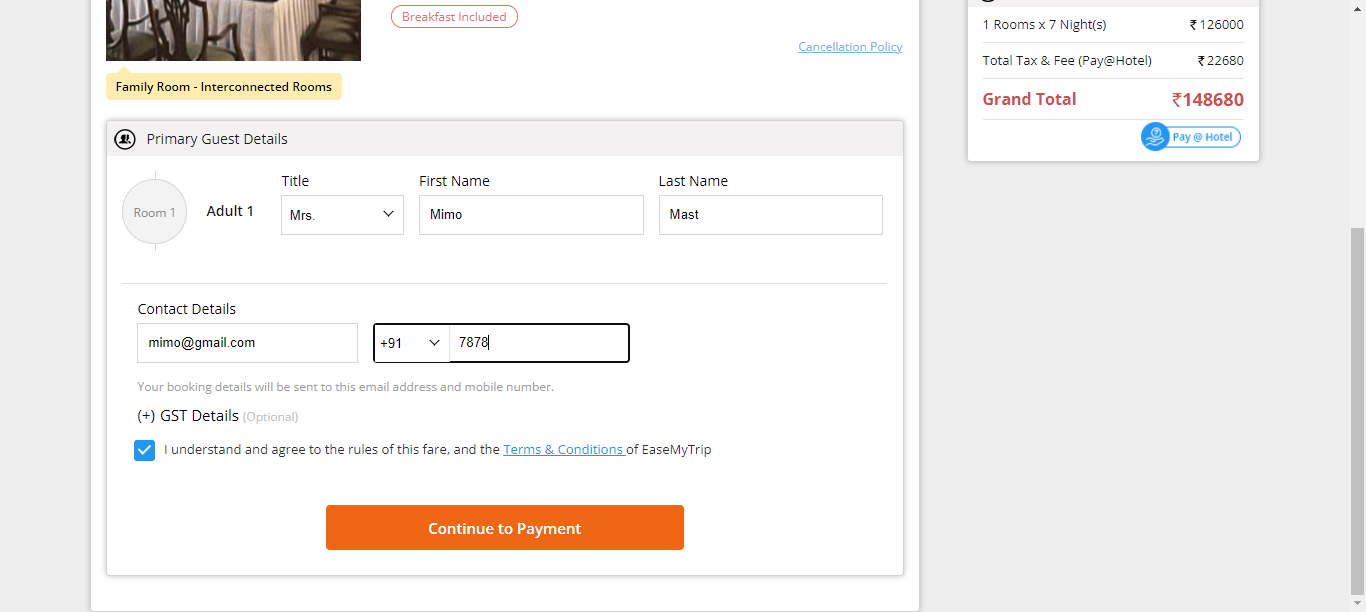 Breakfast Included
Cancellation Policy
Family Room - Interconnected Rooms
Primary Guest Details
Room 1
Adult 1
Title
First Name
Last Name
Mrs.
Mimo
Mast
Contact Details
mimo@gmail.com
+91
7878
Your booking details will be sent to this email address and mobile number.
(+) GST Details (Optional)
I understand and agree to the rules of this fare, and the Terms & Conditions of EaseMyTrip
Continue to Payment
1 Rooms x 7 Night(s) ₹126000
Total Tax & Fee (Pay@Hotel) ₹22680
Grand Total ₹148680
Pay @ Hotel